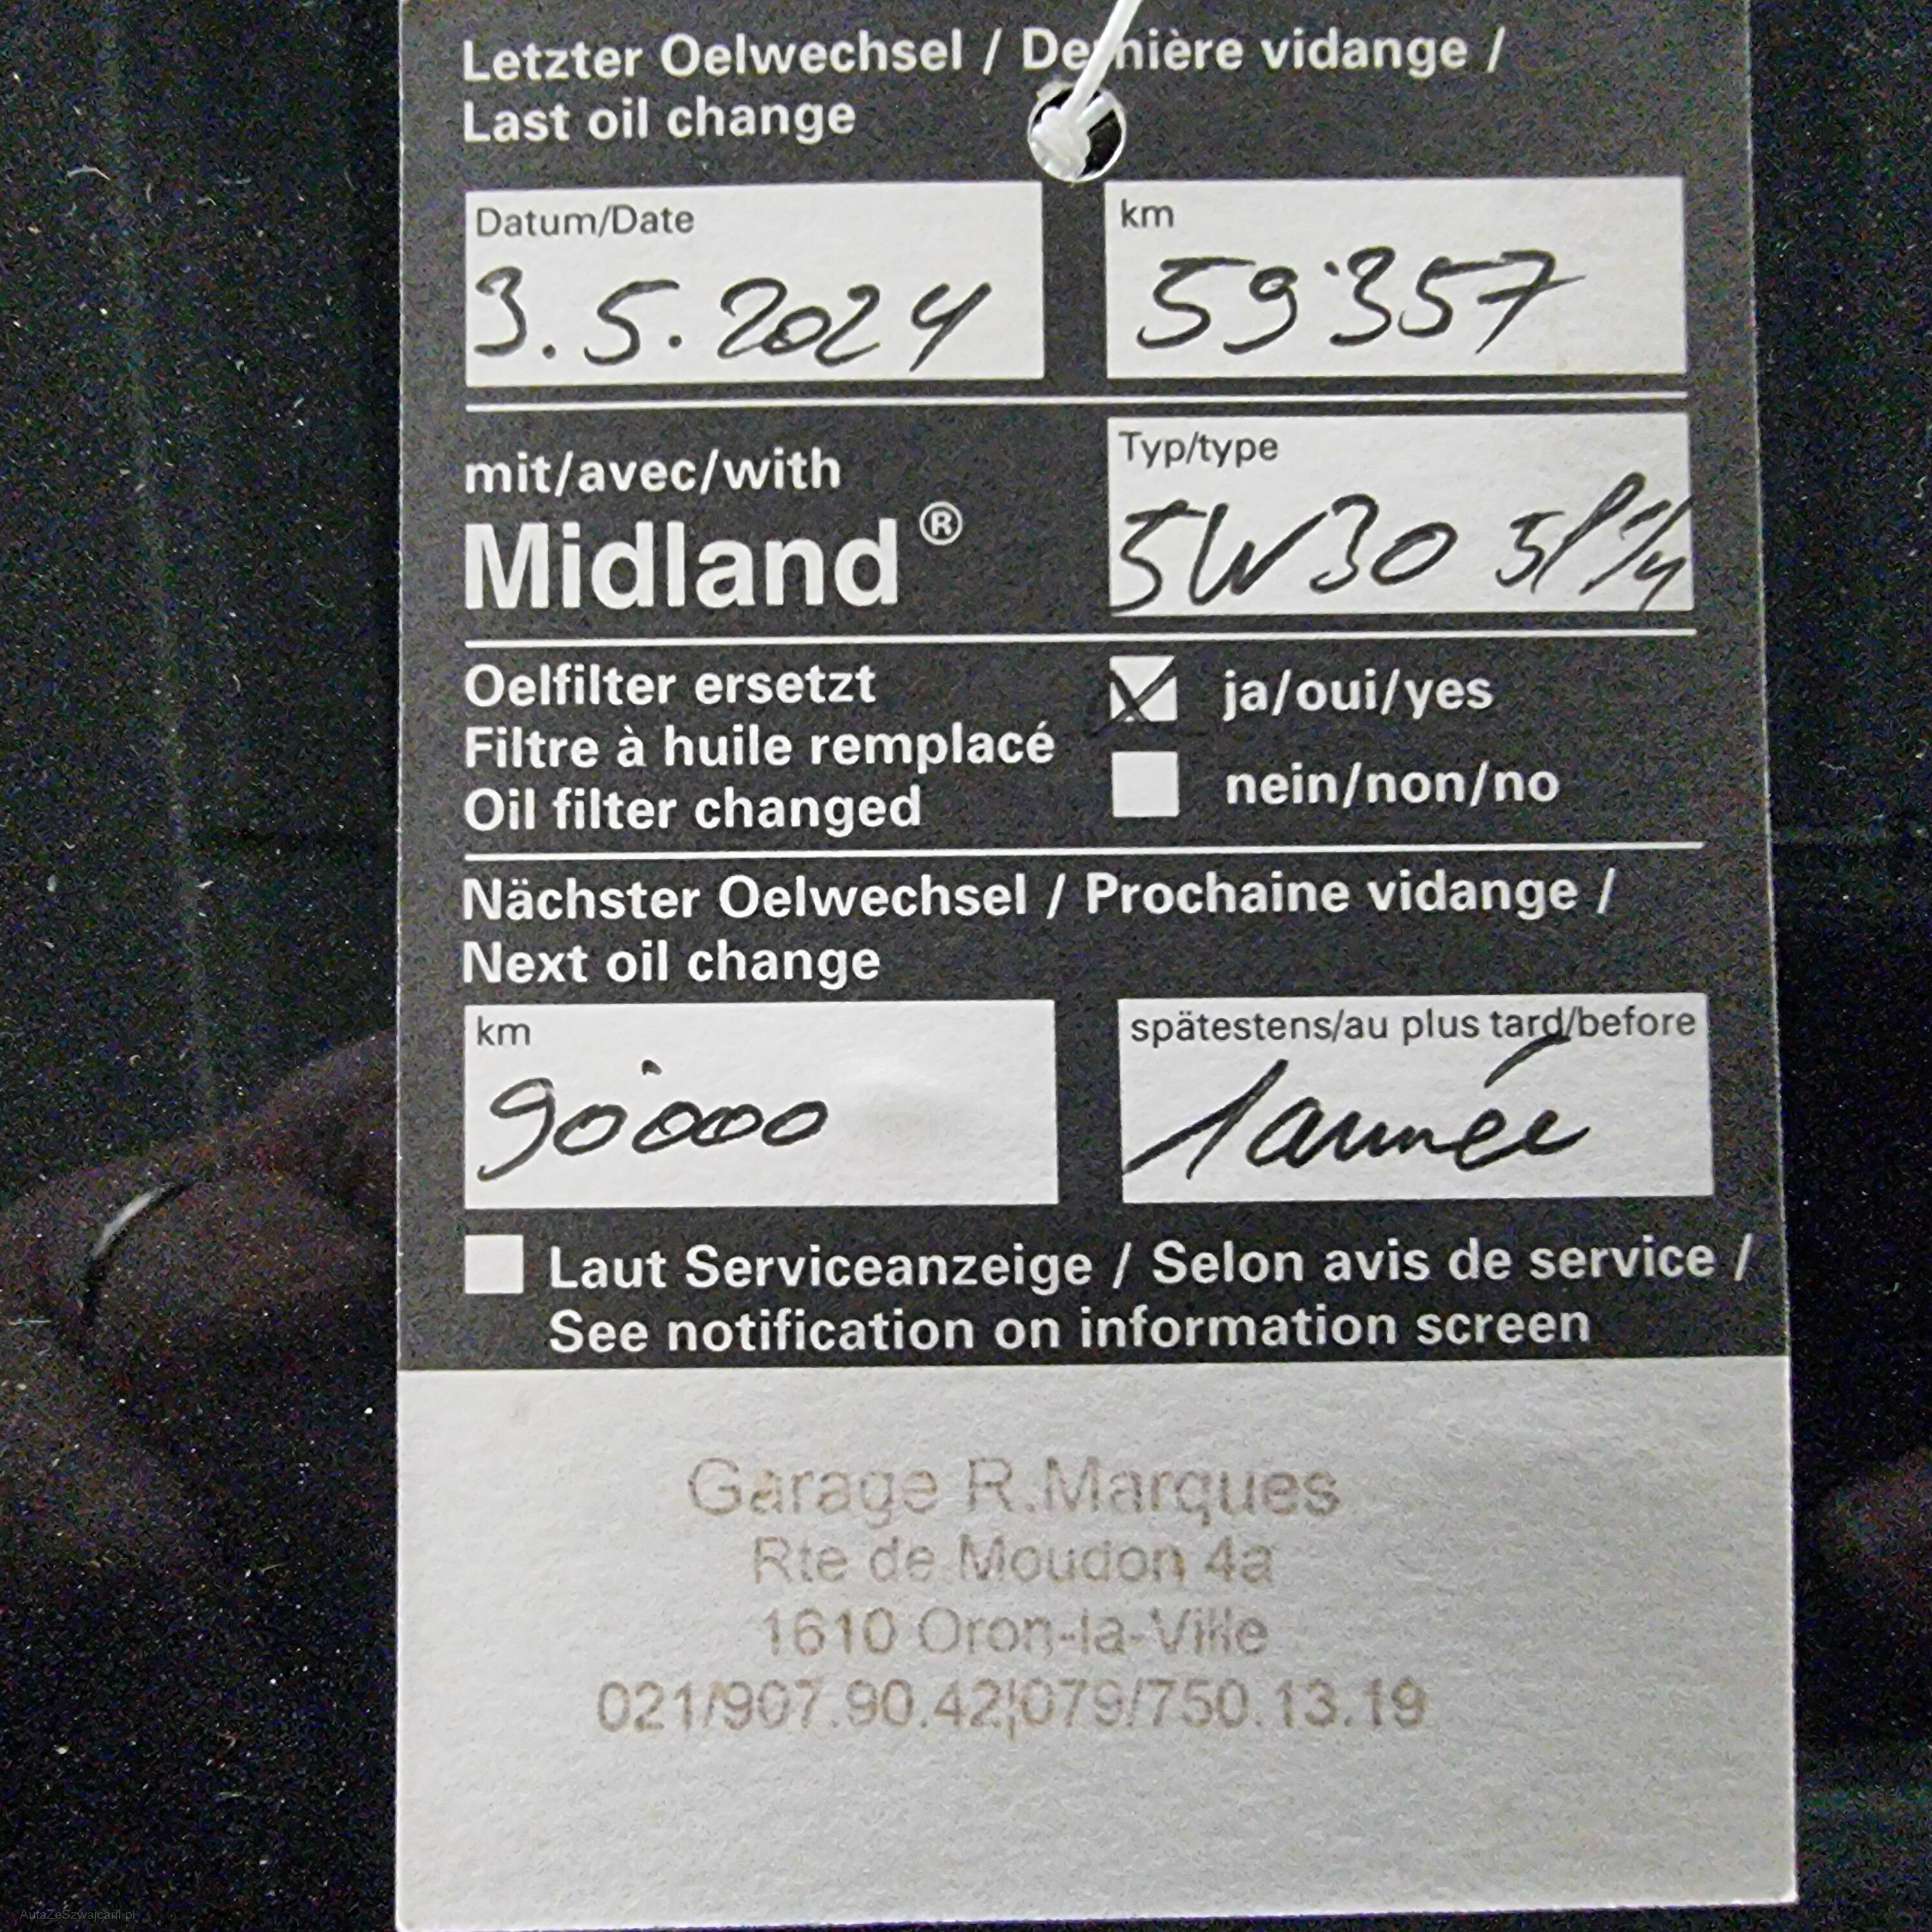 Letzter Oelwechsel / Dernière vidange /
Last oil change
Datum/Date
3.5.2024
km
59'357
mit/avec/with
Midland®
Typ/type
5W30 5l 1/4
Oelfilter ersetzt
Filtre à huile remplacé
Oil filter changed
ja/oui/yes
nein/non/no
Nächster Oelwechsel / Prochaine vidange /
Next oil change
km
90'000
spätestens/au plus tard/before
1 année
Laut Serviceanzeige / Selon avis de service /
See notification on information screen
Garage R.Marques
Rte de Moudon 4a
1610 Oron-la-Ville
021/907.90.42/079/750.13.19
AutaZeSzwajcarii.pl